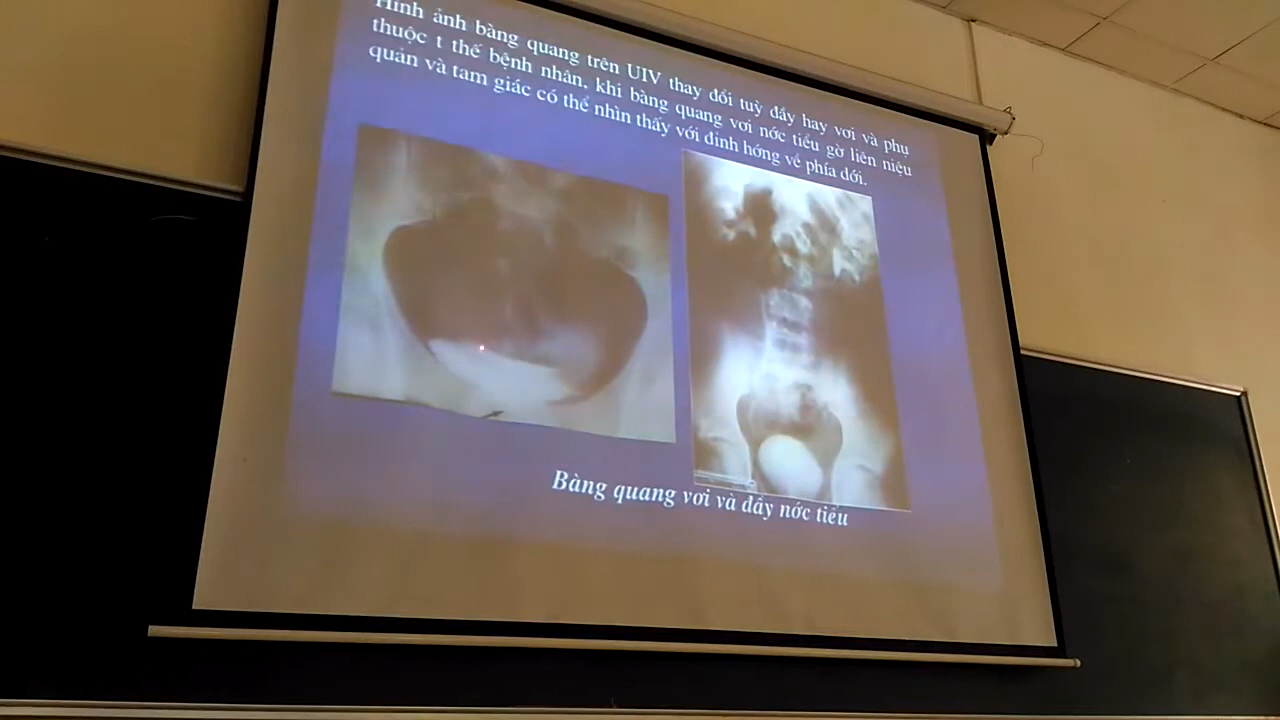 Hình ảnh bàng quang trên UIV thay đổi tuỳ đầy hay vơi và phụ
thuộc t thế bệnh nhân, khi bàng quang vơi nớc tiểu gờ liên niệu
quản và tam giác có thể nhìn thấy với đỉnh hớng về phía dới.
Bàng quang vơi và đầy nớc tiểu